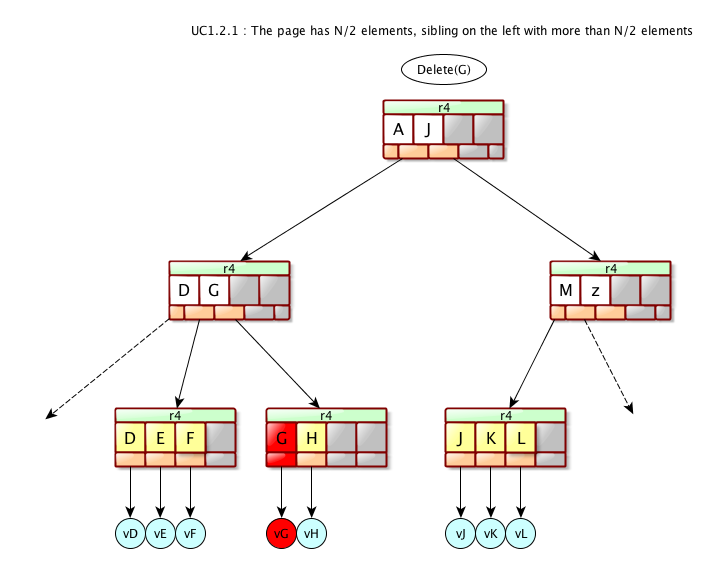 UC1.2.1 : The page has N/2 elements, sibling on the left with more than N/2 elements
Delete(G)
r4
A J
r4 r4
D G M z
r4 r4 r4
D E F G H J K L
vD vE vF vG vH vJ vK vL